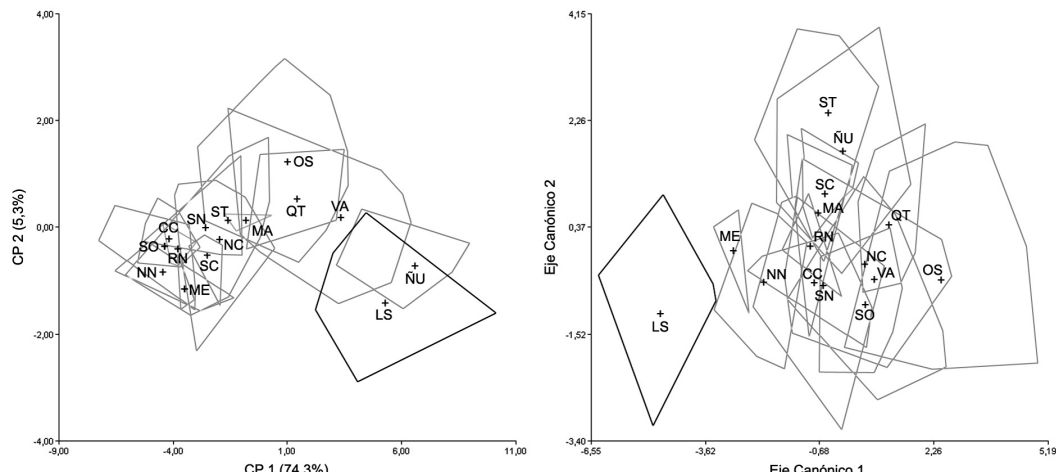 4,00
2,00
0,00
-2,00
-4,00
CP 2 (5,3%)
-9,00 -4,00 1,00 6,00 11,00
CP 1 (74,3%)
OS
QT
VA
ST
MA
SN
CC
SO
RN
NC
SC
NN
ME
ÑU
LS
4,15
2,26
0,37
-1,52
-3,40
Eje Canónico 2
-6,55 -3,62 -0,68 2,26 5,19
Eje Canónico 1
ST
ÑU
SC
MA
QT
ME
RN
NC
NN
CC
VA
OS
SN
SO
LS